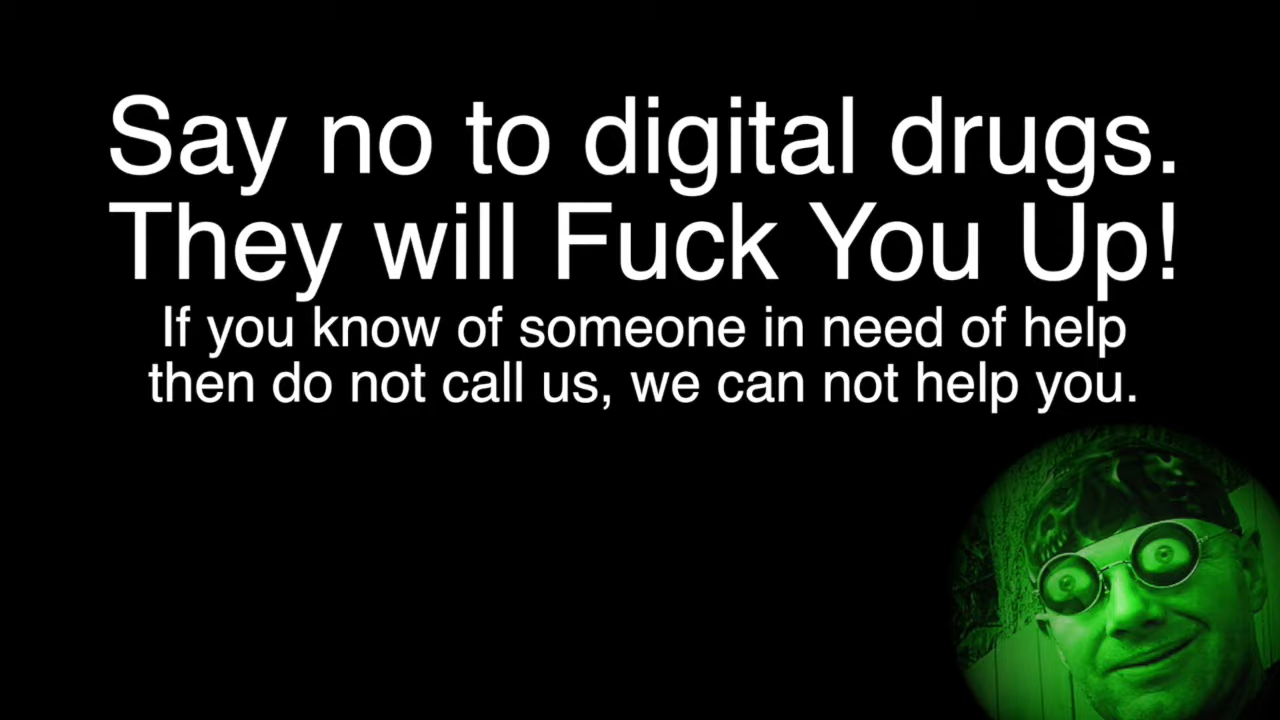 Say no to digital drugs.
They will Fuck You Up!
If you know of someone in need of help
then do not call us, we can not help you.